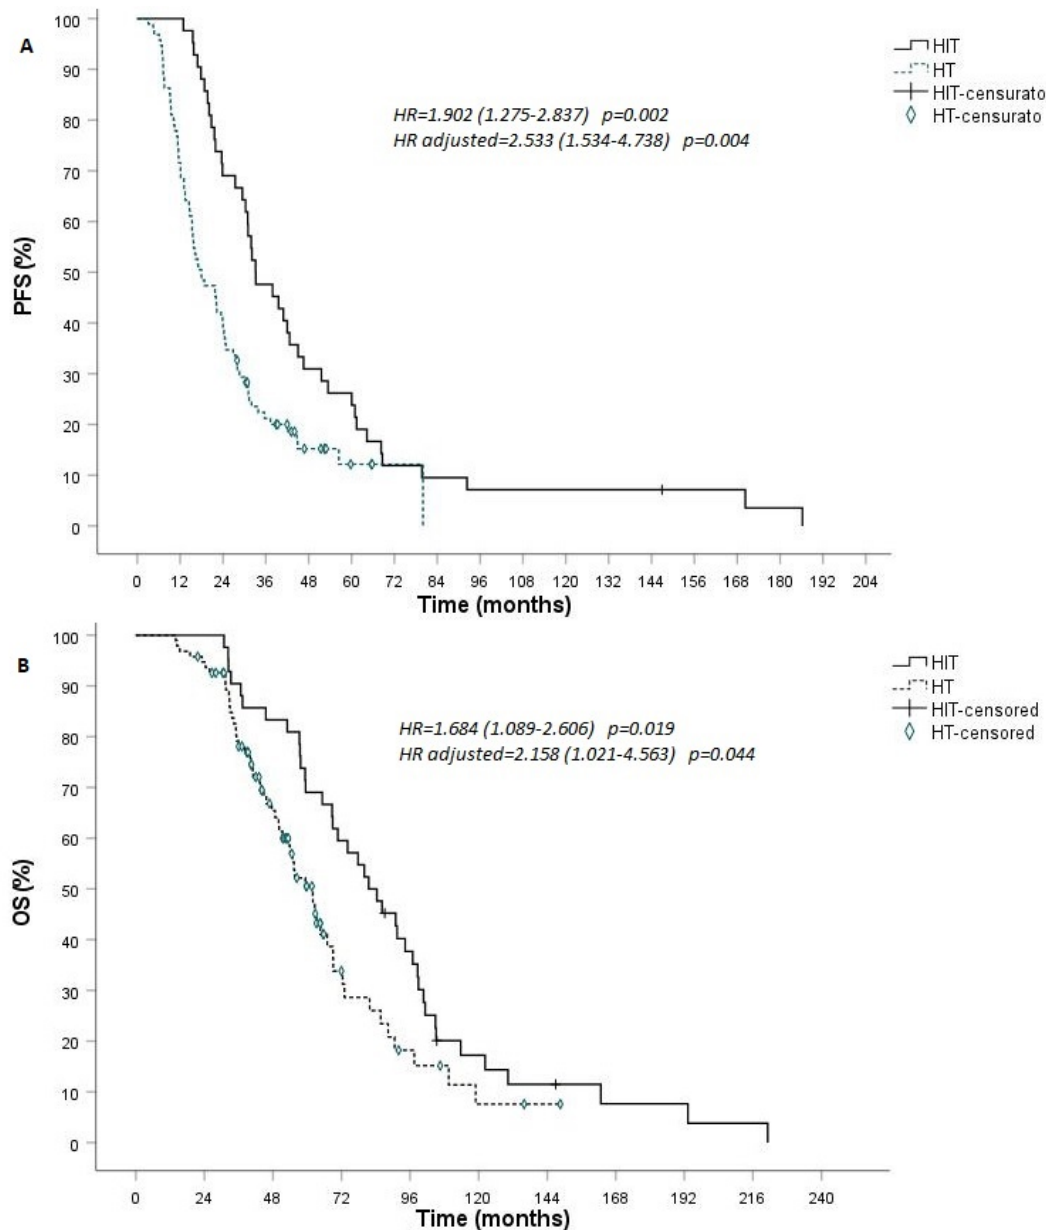 A
100
90
80
70
60
50
40
30
20
10
0
PFS (%)
HIT
HT
HIT-censurato
HT-censurato
HR=1.902 (1.275-2.837) p=0.002
HR adjusted=2.533 (1.534-4.738) p=0.004
0 12 24 36 48 60 72 84 96 108 120 132 144 156 168 180 192 204
Time (months)
B
100
90
80
70
60
50
40
30
20
10
0
OS (%)
HIT
HT
HIT-censored
HT-censored
HR=1.684 (1.089-2.606) p=0.019
HR adjusted=2.158 (1.021-4.563) p=0.044
0 24 48 72 96 120 144 168 192 216 240
Time (months)